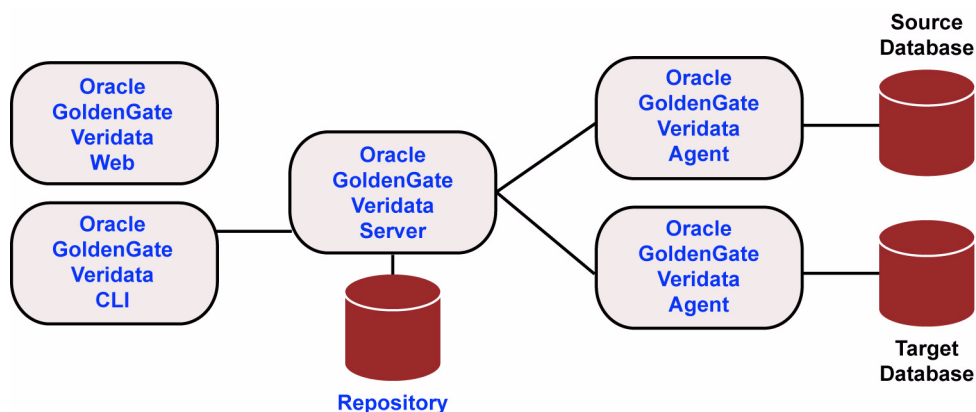 Oracle
GoldenGate
Veridata
Web
Oracle
GoldenGate
Veridata
CLI
Oracle
GoldenGate
Veridata
Server
Repository
Oracle
GoldenGate
Veridata
Agent
Oracle
GoldenGate
Veridata
Agent
Source
Database
Target
Database